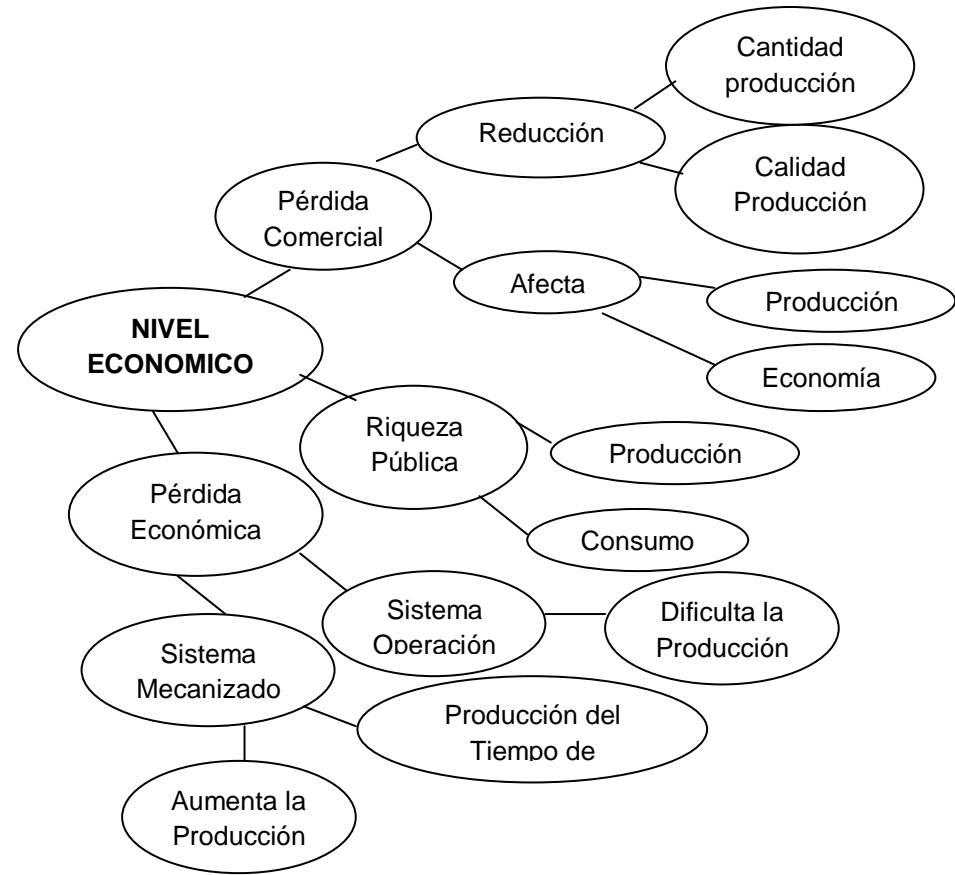 Cantidad
producción
Reducción
Calidad
Producción
Pérdida
Comercial
Afecta
Producción
NIVEL
ECONOMICO
Economía
Riqueza
Pública
Producción
Pérdida
Económica
Consumo
Sistema
Operación
Dificulta la
Producción
Sistema
Mecanizado
Producción del
Tiempo de
Aumenta la
Producción